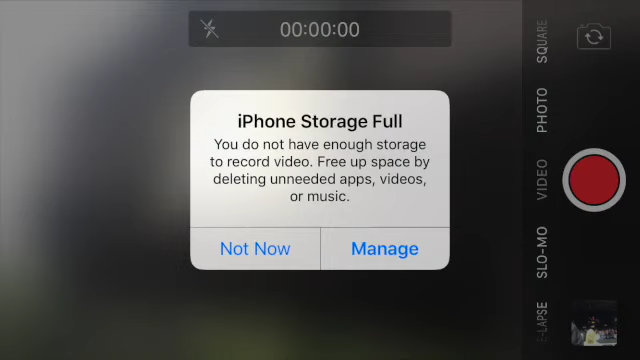 00:00:00
iPhone Storage Full
You do not have enough storage
to record video. Free up space by
deleting unneeded apps, videos,
or music.
Not Now
Manage
SQUARE
PHOTO
VIDEO
SLO-MO
E-LAPSE